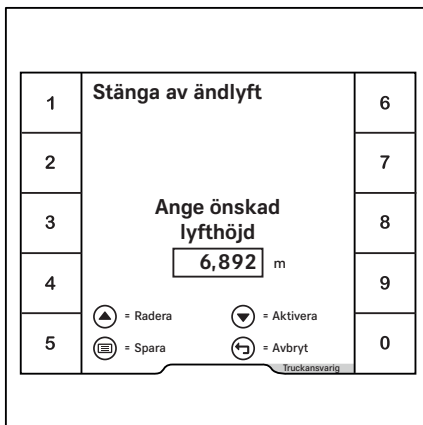 Stänga av ändlyft
1
6
2
7
3
8
4
9
5
0
Ange önskad
lyfthöjd
6,892 m
= Radera
= Aktivera
= Spara
= Avbryt
Truckansvarig